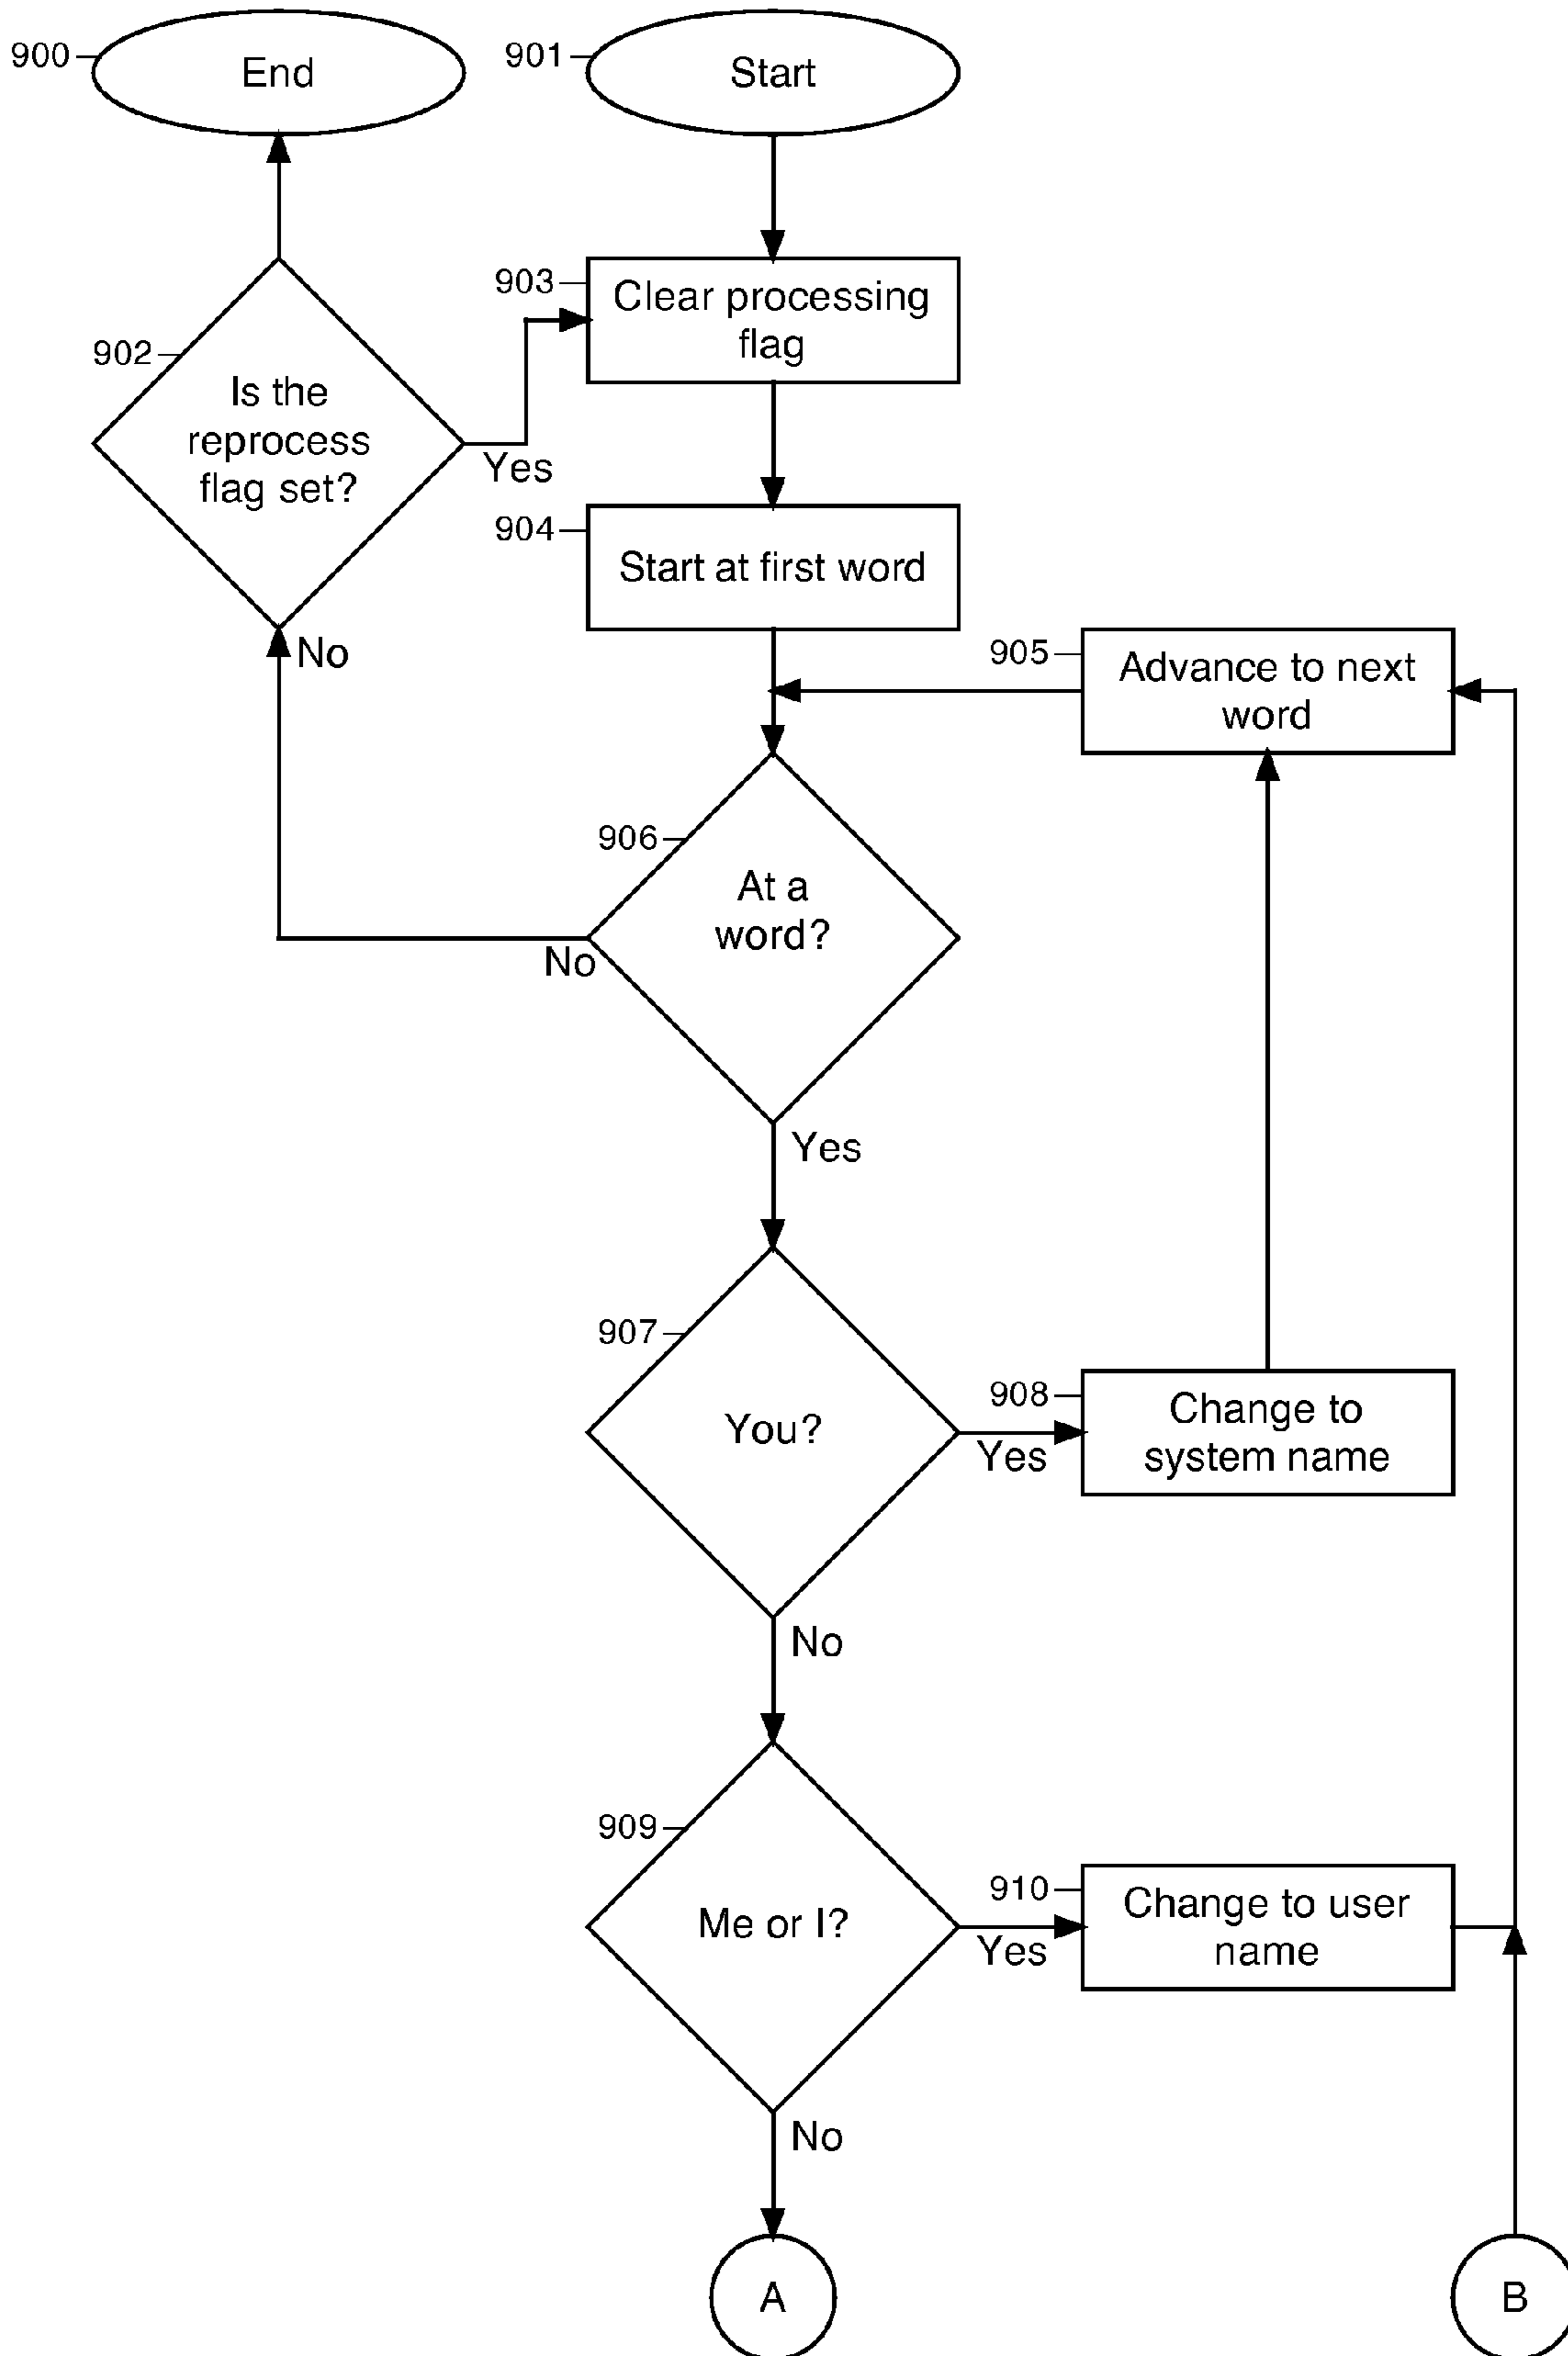 900
End
901
Start
903
Clear processing
flag
902
Is the
reprocess
flag set?
Yes
904
Start at first word
No
905
Advance to next
word
906
At a
word?
No
Yes
907
You?
908
Change to
system name
Yes
No
909
Me or I?
910
Change to user
name
Yes
No
A
B